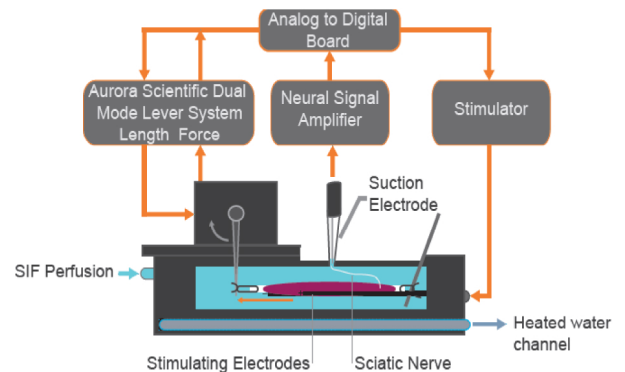 Analog to Digital
Board
Aurora Scientific Dual
Mode Lever System
Length Force
Neural Signal
Amplifier
Stimulator
Suction
Electrode
SIF Perfusion
Heated water
channel
Stimulating Electrodes
Sciatic Nerve